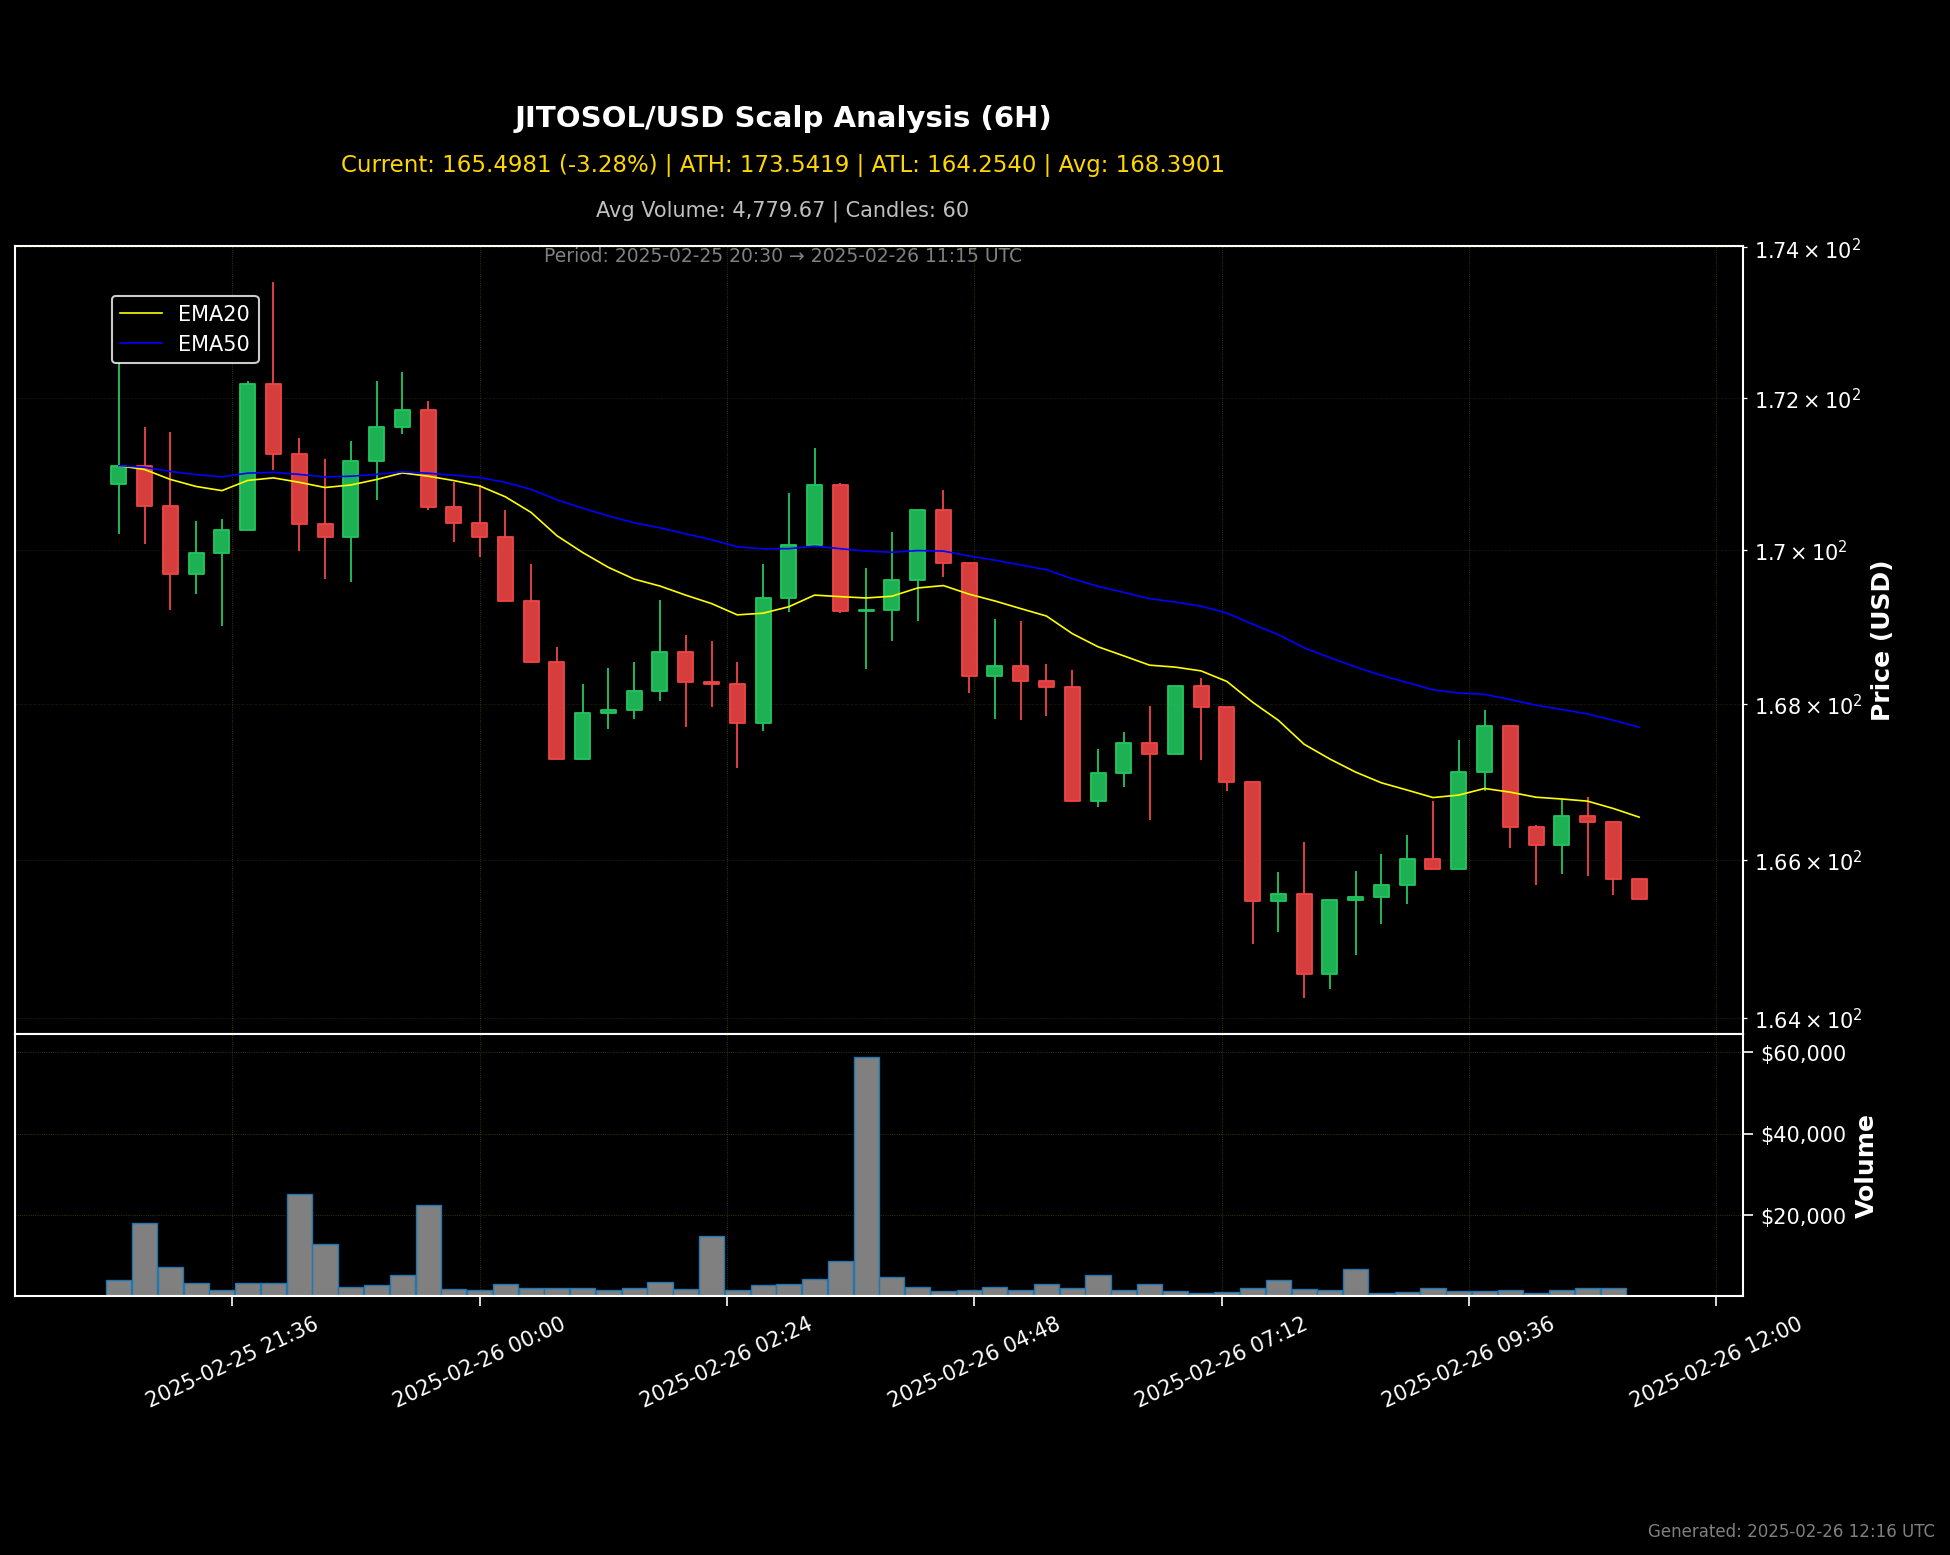 JITOSOL/USD Scalp Analysis (6H)
Current: 165.4981 (-3.28%) | ATH: 173.5419 | ATL: 164.2540 | Avg: 168.3901
Avg Volume: 4,779.67 | Candles: 60
Period: 2025-02-25 20:30 → 2025-02-26 11:15 UTC
EMA20
EMA50
1.74 × 10²
1.72 × 10²
1.7 × 10²
1.68 × 10²
1.66 × 10²
1.64 × 10²
Price (USD)
$60,000
$40,000
$20,000
Volume
2025-02-25 21:36
2025-02-26 00:00
2025-02-26 02:24
2025-02-26 04:48
2025-02-26 07:12
2025-02-26 09:36
2025-02-26 12:00
Generated: 2025-02-26 12:16 UTC